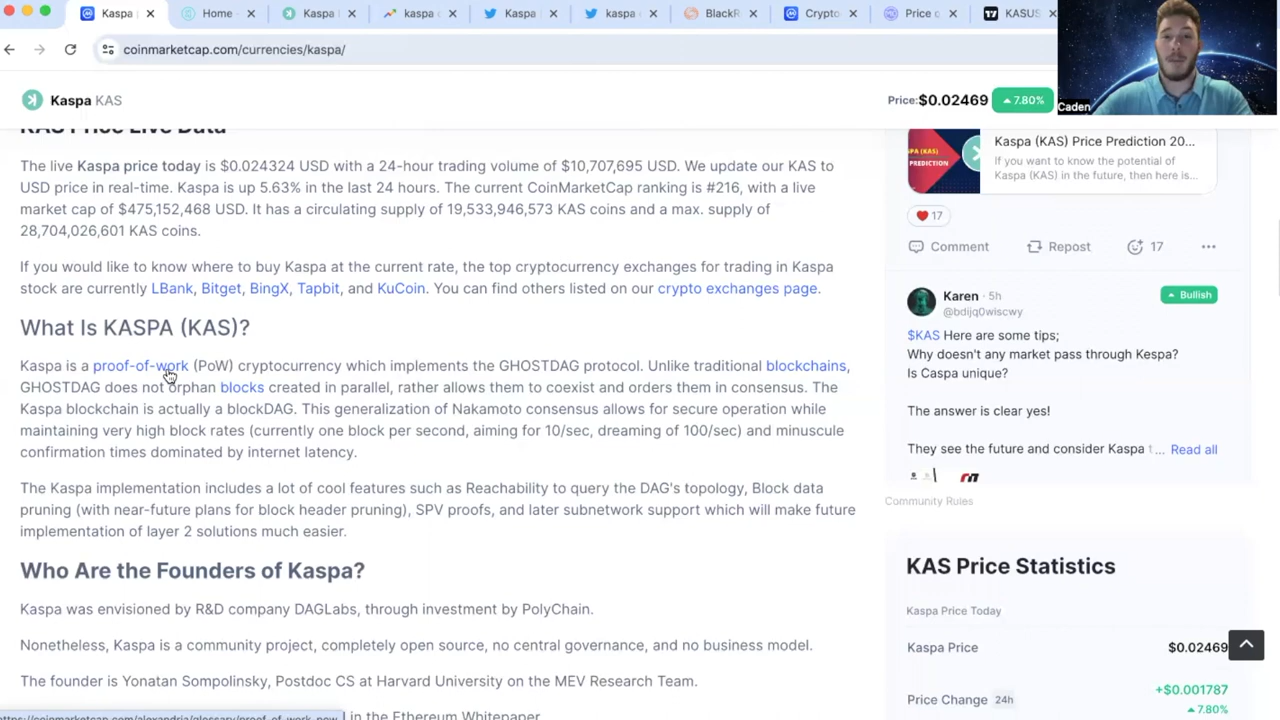 Kaspa
Home
Kaspa
kaspa
Kaspa
kaspa
BlackR
Crypto
Price
KASUS
coinmarketcap.com/currencies/kaspa/
Caden
Kaspa KAS
Price:$0.02469
7.80%
KAS Price Live Data
The live Kaspa price today is $0.024324 USD with a 24-hour trading volume of $10,707,695 USD. We update our KAS to
USD price in real-time. Kaspa is up 5.63% in the last 24 hours. The current CoinMarketCap ranking is #216, with a live
market cap of $475,152,468 USD. It has a circulating supply of 19,533,946,573 KAS coins and a max. supply of
28,704,026,601 KAS coins.
If you would like to know where to buy Kaspa at the current rate, the top cryptocurrency exchanges for trading in Kaspa
stock are currently LBank, Bitget, BingX, Tapbit, and KuCoin. You can find others listed on our crypto exchanges page.
What Is KASPA (KAS)?
Kaspa is a proof-of-work (PoW) cryptocurrency which implements the GHOSTDAG protocol. Unlike traditional blockchains,
GHOSTDAG does not orphan blocks created in parallel, rather allows them to coexist and orders them in consensus. The
Kaspa blockchain is actually a blockDAG. This generalization of Nakamoto consensus allows for secure operation while
maintaining very high block rates (currently one block per second, aiming for 10/sec, dreaming of 100/sec) and minuscule
confirmation times dominated by internet latency.
The Kaspa implementation includes a lot of cool features such as Reachability to query the DAG's topology, Block data
pruning (with near-future plans for block header pruning), SPV proofs, and later subnetwork support which will make future
implementation of layer 2 solutions much easier.
Who Are the Founders of Kaspa?
Kaspa was envisioned by R&D company DAGLabs, through investment by PolyChain.
Nonetheless, Kaspa is a community project, completely open source, no central governance, and no business model.
The founder is Yonatan Sompolinsky, Postdoc CS at Harvard University on the MEV Research Team.
in the Ethereum Whitepaper
https://coinmarketcap.com/alexandria/glossary/proof-of-work-pow
PA (KAS)
PREDICTION
Kaspa (KAS) Price Prediction 20...
If you want to know the potential of
Kaspa (KAS) in the future, then here is...
17
Comment
Repost
17
Karen · 5h
@bdijq0wiscwy
Bullish
$KAS Here are some tips;
Why doesn't any market pass through Kespa?
Is Caspa unique?
The answer is clear yes!
They see the future and consider Kaspa t... Read all
Community Rules
KAS Price Statistics
Kaspa Price Today
Kaspa Price
$0.02469
Price Change 24h
+$0.001787
7.80%